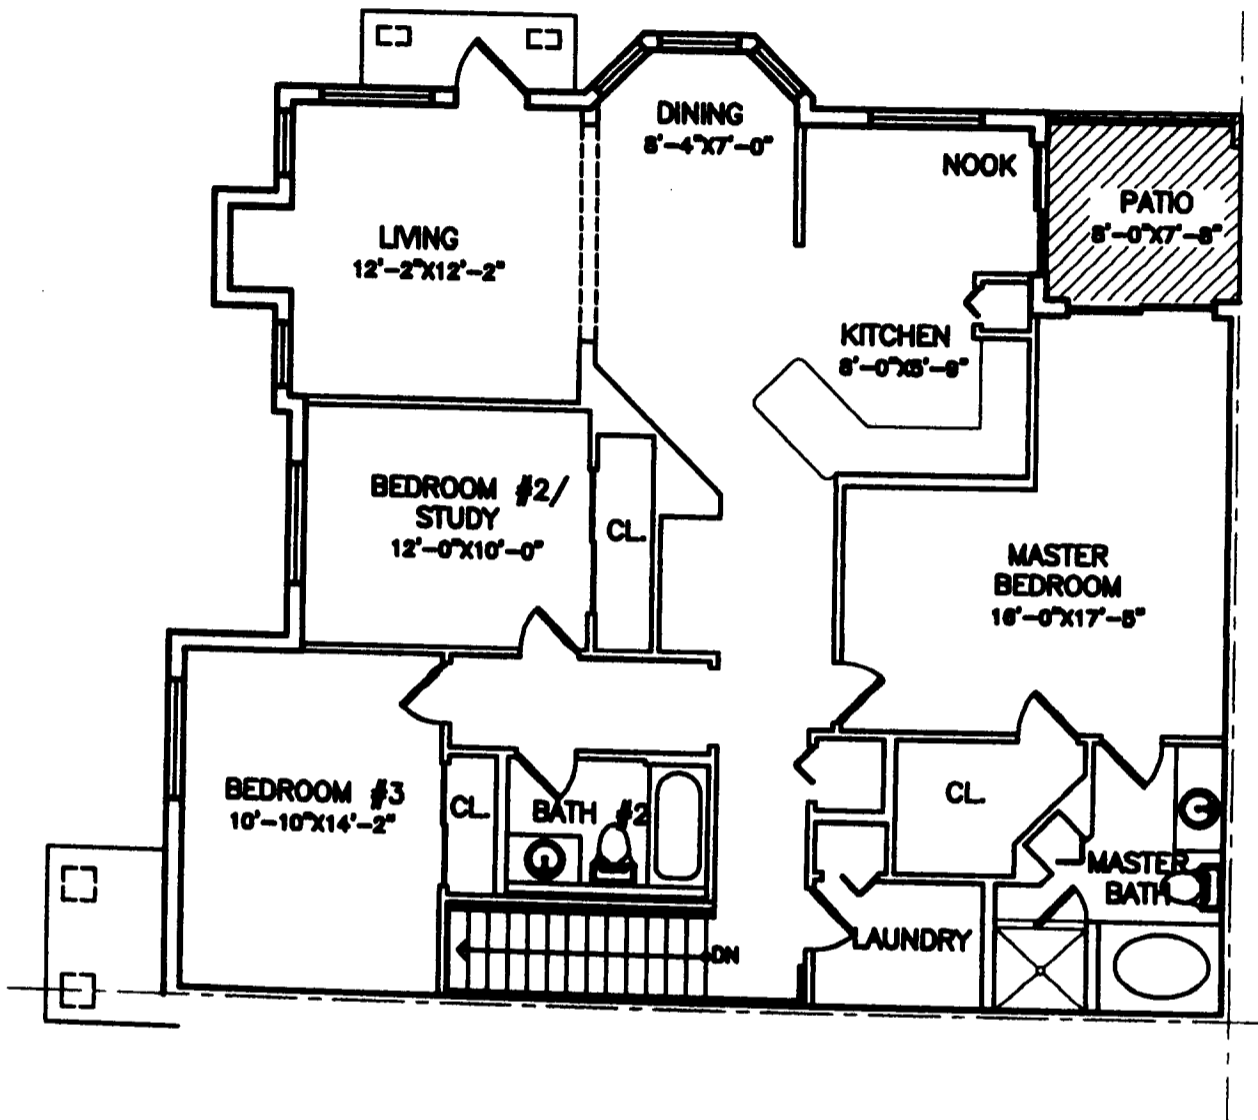 DINING
8'-4"X7'-0"
NOOK
PATIO
8'-0"X7'-8"
LIVING
12'-2"X12'-2"
KITCHEN
8'-0"X5'-9"
BEDROOM #2/
STUDY
12'-0"X10'-0"
CL.
MASTER
BEDROOM
16'-0"X17'-5"
BEDROOM #3
10'-10"X14'-2"
CL.
BATH #2
CL.
MASTER
BATH
LAUNDRY
DN